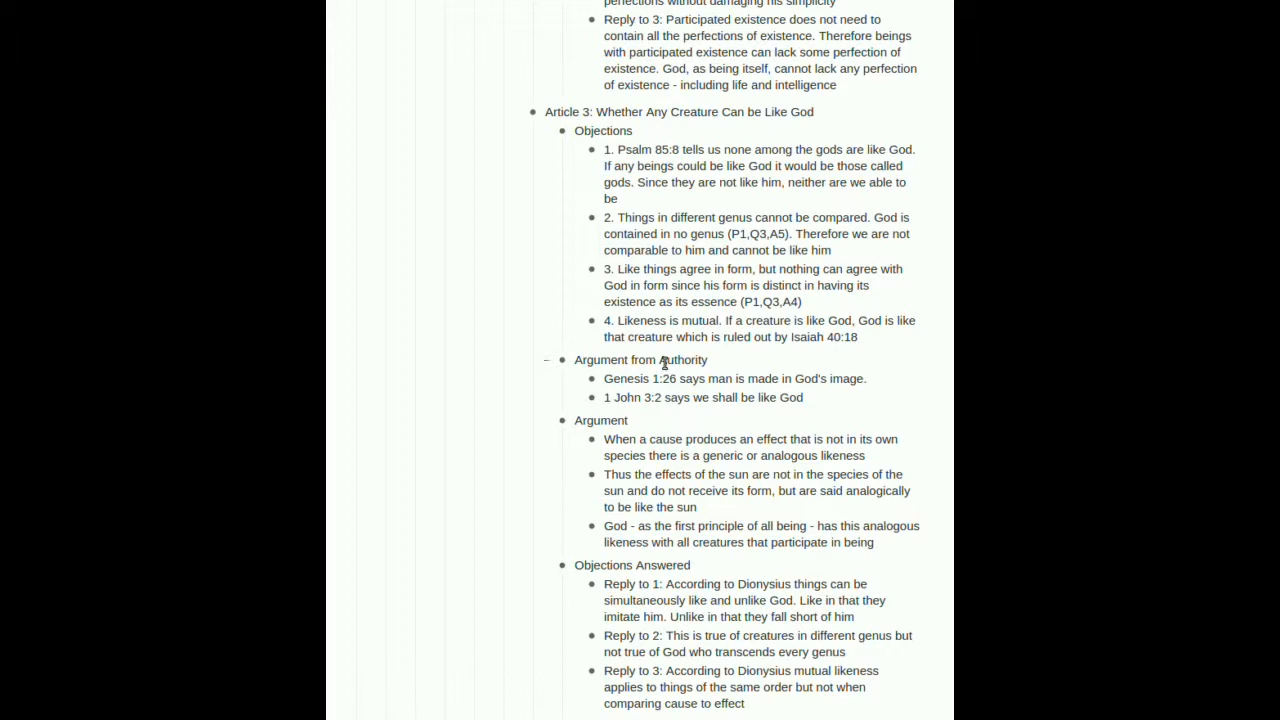 perfections without damaging his simplicity
Reply to 3: Participated existence does not need to
contain all the perfections of existence. Therefore beings
with participated existence can lack some perfection of
existence. God, as being itself, cannot lack any perfection
of existence - including life and intelligence
Article 3: Whether Any Creature Can be Like God
Objections
1. Psalm 85:8 tells us none among the gods are like God.
If any beings could be like God it would be those called
gods. Since they are not like him, neither are we able to
be
2. Things in different genus cannot be compared. God is
contained in no genus (P1,Q3,A5). Therefore we are not
comparable to him and cannot be like him
3. Like things agree in form, but nothing can agree with
God in form since his form is distinct in having its
existence as its essence (P1,Q3,A4)
4. Likeness is mutual. If a creature is like God, God is like
that creature which is ruled out by Isaiah 40:18
Argument from Authority
Genesis 1:26 says man is made in God's image.
1 John 3:2 says we shall be like God
Argument
When a cause produces an effect that is not in its own
species there is a generic or analogous likeness
Thus the effects of the sun are not in the species of the
sun and do not receive its form, but are said analogically
to be like the sun
God - as the first principle of all being - has this analogous
likeness with all creatures that participate in being
Objections Answered
Reply to 1: According to Dionysius things can be
simultaneously like and unlike God. Like in that they
imitate him. Unlike in that they fall short of him
Reply to 2: This is true of creatures in different genus but
not true of God who transcends every genus
Reply to 3: According to Dionysius mutual likeness
applies to things of the same order but not when
comparing cause to effect